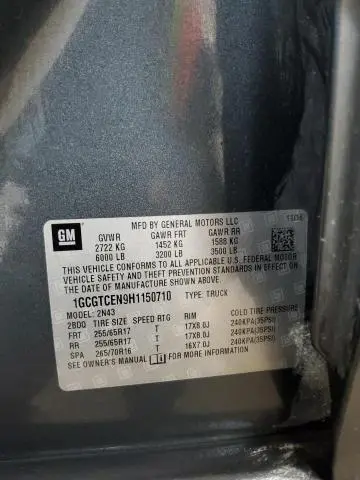 GM
MFD BY GENERAL MOTORS LLC
GVWR GAWR FRT GAWR RR
2722 KG 1452 KG 1588 KG
6000 LB 3200 LB 3500 LB
THIS VEHICLE CONFORMS TO ALL APPLICABLE U.S. FEDERAL MOTOR
VEHICLE SAFETY AND THEFT PREVENTION STANDARDS IN EFFECT ON
THE DATE OF MANUFACTURE SHOWN ABOVE.
1GCGTCEN9H1150710 TYPE: TRUCK
MODEL: 2N43
2BDO TIRE SIZE SPEED RTG RIM
FRT 255/65R17 T 17X8.0J 240KPA(35PSI)
RR 255/65R17 T 17X8.0J 240KPA(35PSI)
SPA 265/70R16 T 16X7.0J 240KPA(35PSI)
SEE OWNER'S MANUAL FOR ADDITIONAL INFORMATION.